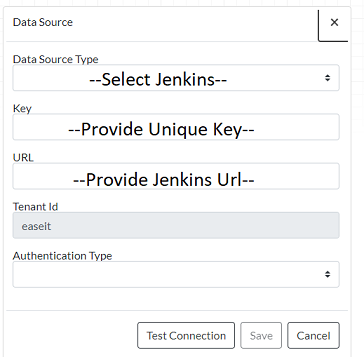 Data Source
×
Data Source Type
--Select Jenkins--
Key
--Provide Unique Key--
URL
--Provide Jenkins Url--
Tenant Id
easeit
Authentication Type
Test Connection Save Cancel